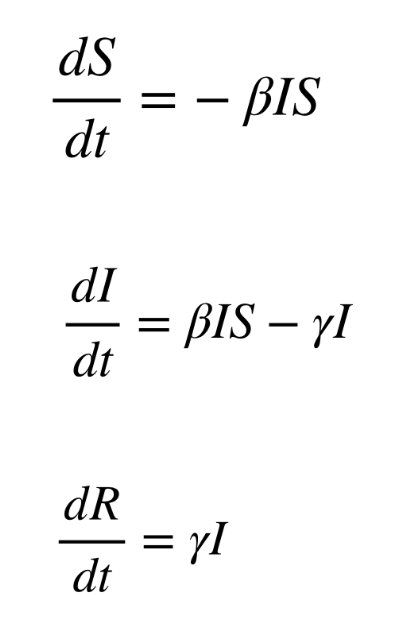 dS/dt = − βIS
dI/dt = βIS − γI
dR/dt = γI